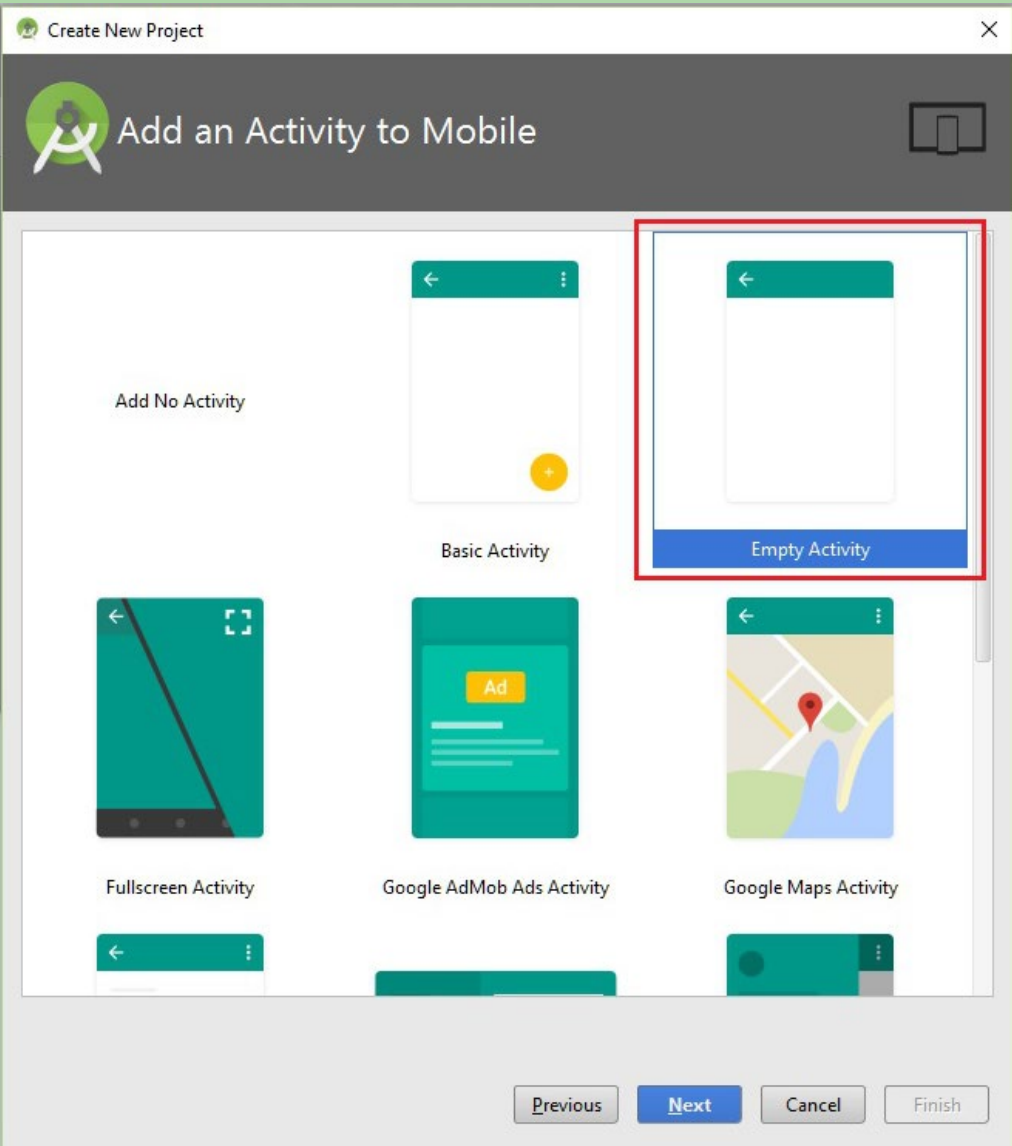 Create New Project
Add an Activity to Mobile
Add No Activity
Basic Activity
Empty Activity
Ad
Fullscreen Activity
Google AdMob Ads Activity
Google Maps Activity
Previous
Next
Cancel
Finish